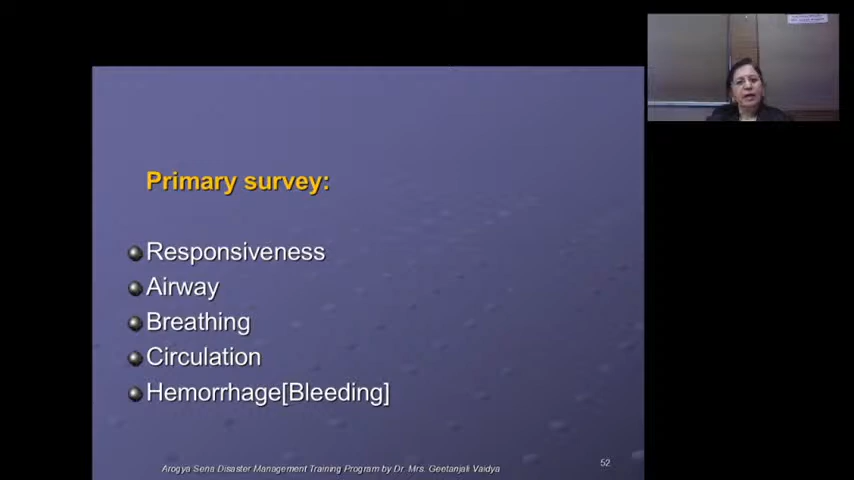 Primary survey:
Responsiveness
Airway
Breathing
Circulation
Hemorrhage[Bleeding]
Arogya Sena Disaster Management Training Program by Dr. Mrs. Geetanjali Vaidya
52